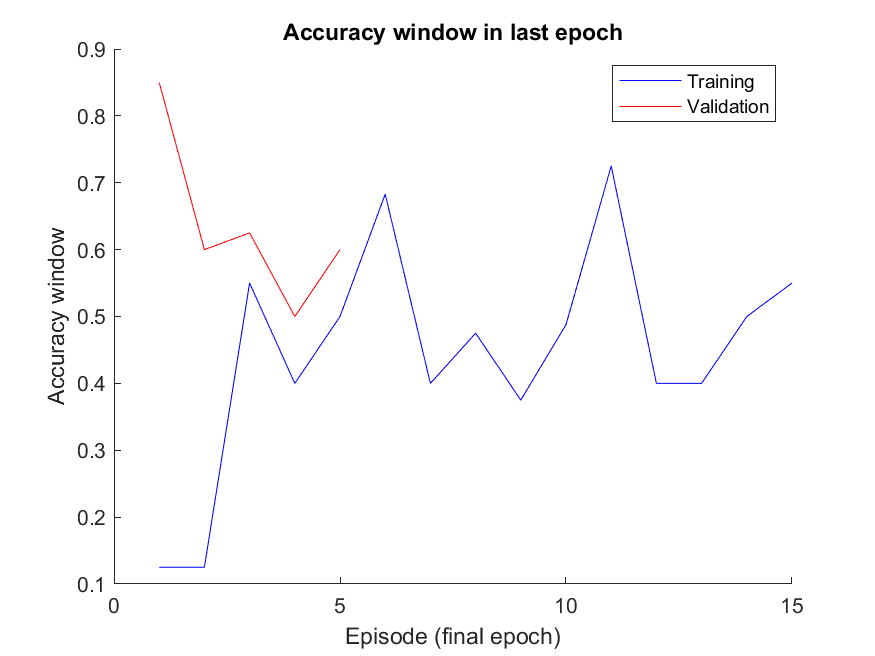 Accuracy window in last epoch
0.9
0.8
0.7
0.6
0.5
0.4
0.3
0.2
0.1
Accuracy window
Training
Validation
0 5 10 15
Episode (final epoch)